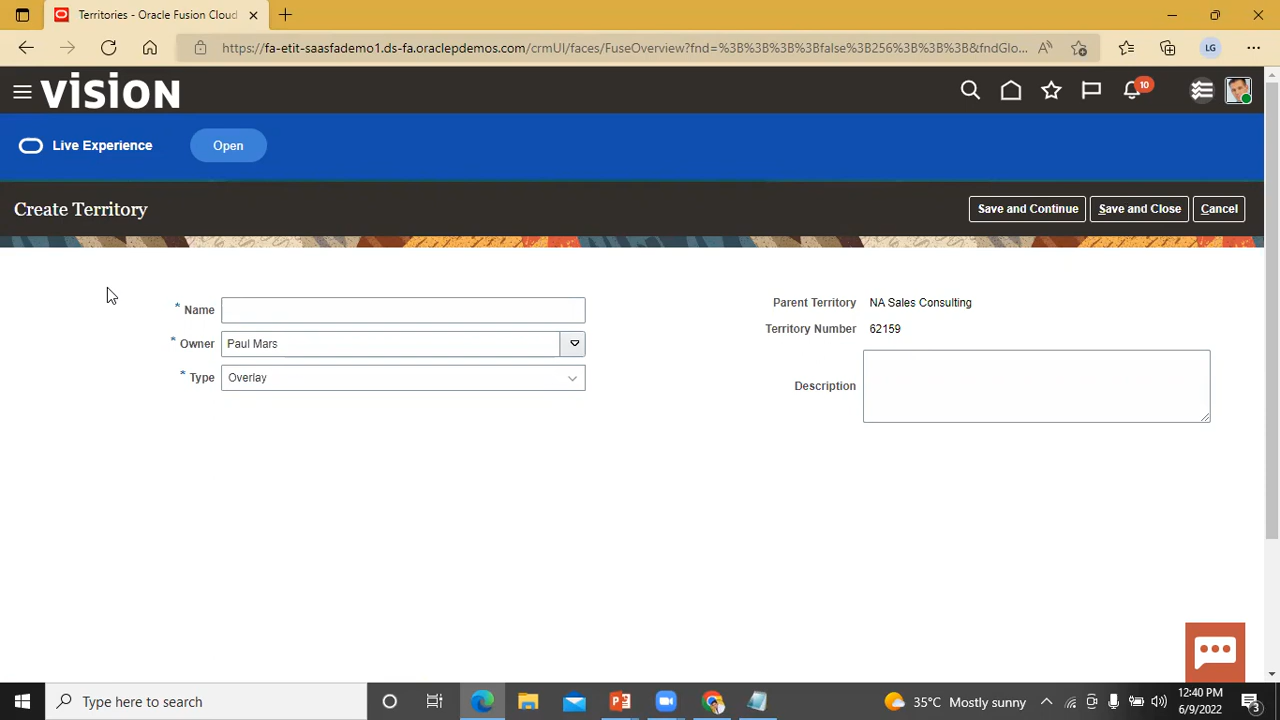 Territories - Oracle Fusion Cloud
https://fa-etit-saasfademo1.ds-fa.oraclepdemos.com/crmUI/faces/FuseOverview?fnd=%3B%3B%3B%3Bfalse%3B256%3B%3B%3B&fndGlo...
LG
vision
10
Live Experience
Open
Create Territory
Save and Continue
Save and Close
Cancel
* Name
* Owner
Paul Mars
* Type
Overlay
Parent Territory
NA Sales Consulting
Territory Number
62159
Description
Type here to search
35°C Mostly sunny
12:40 PM
6/9/2022
3